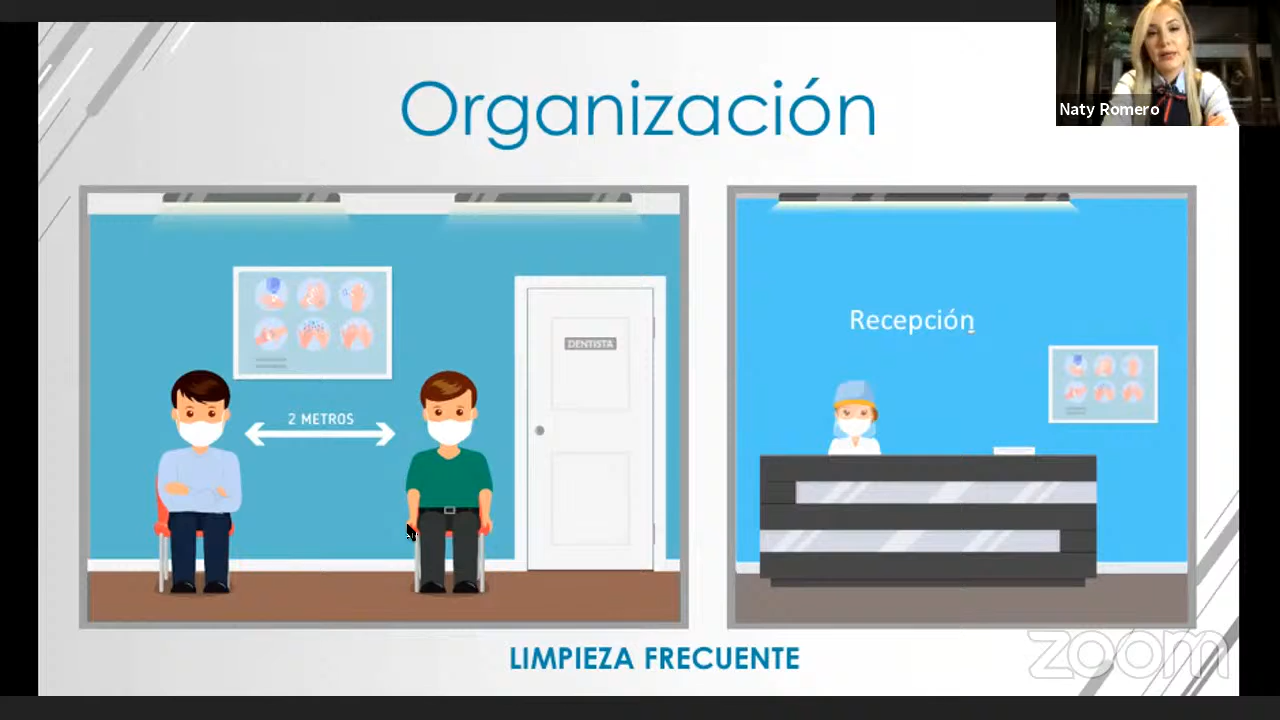 Organización
Naty Romero
DENTISTA
2 METROS
Recepción
LIMPIEZA FRECUENTE
zoom